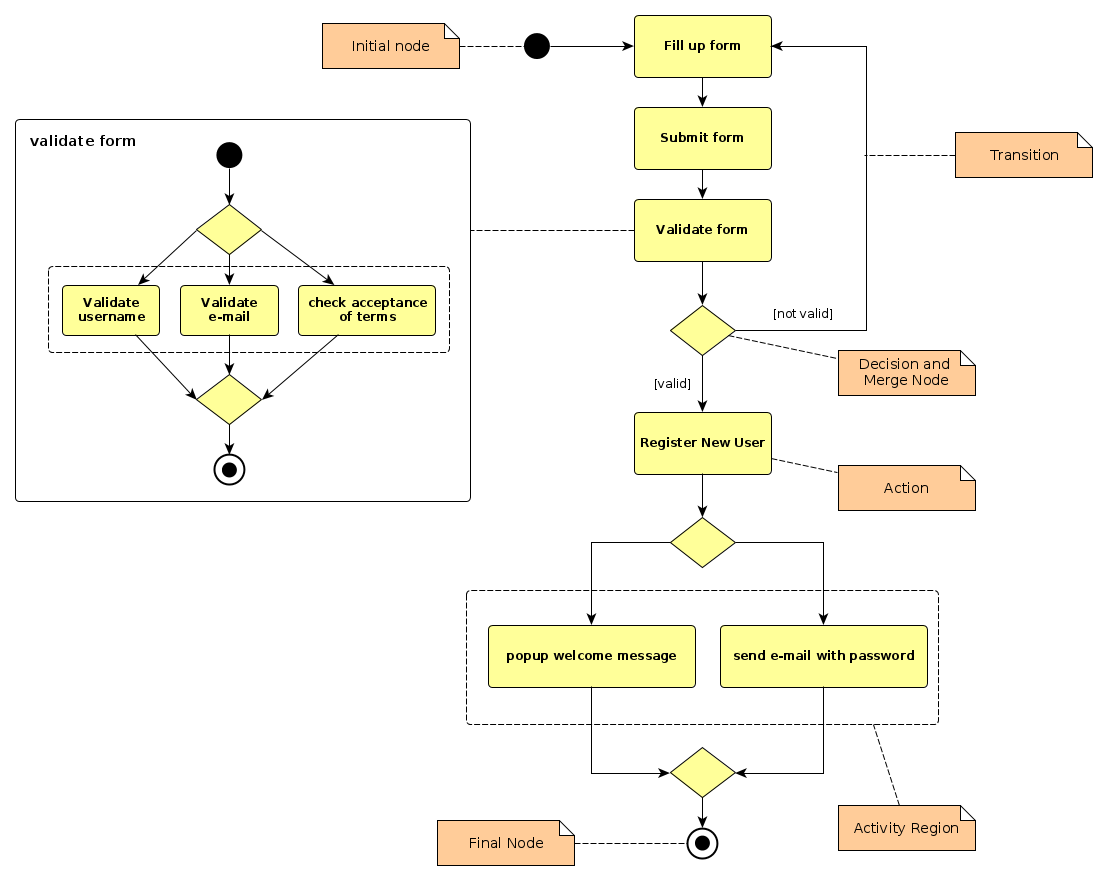 Initial node
Fill up form
validate form
Submit form
Transition
Validate form
Validate
username
Validate
e-mail
check acceptance
of terms
[not valid]
Decision and
Merge Node
[valid]
Register New User
Action
popup welcome message
send e-mail with password
Activity Region
Final Node